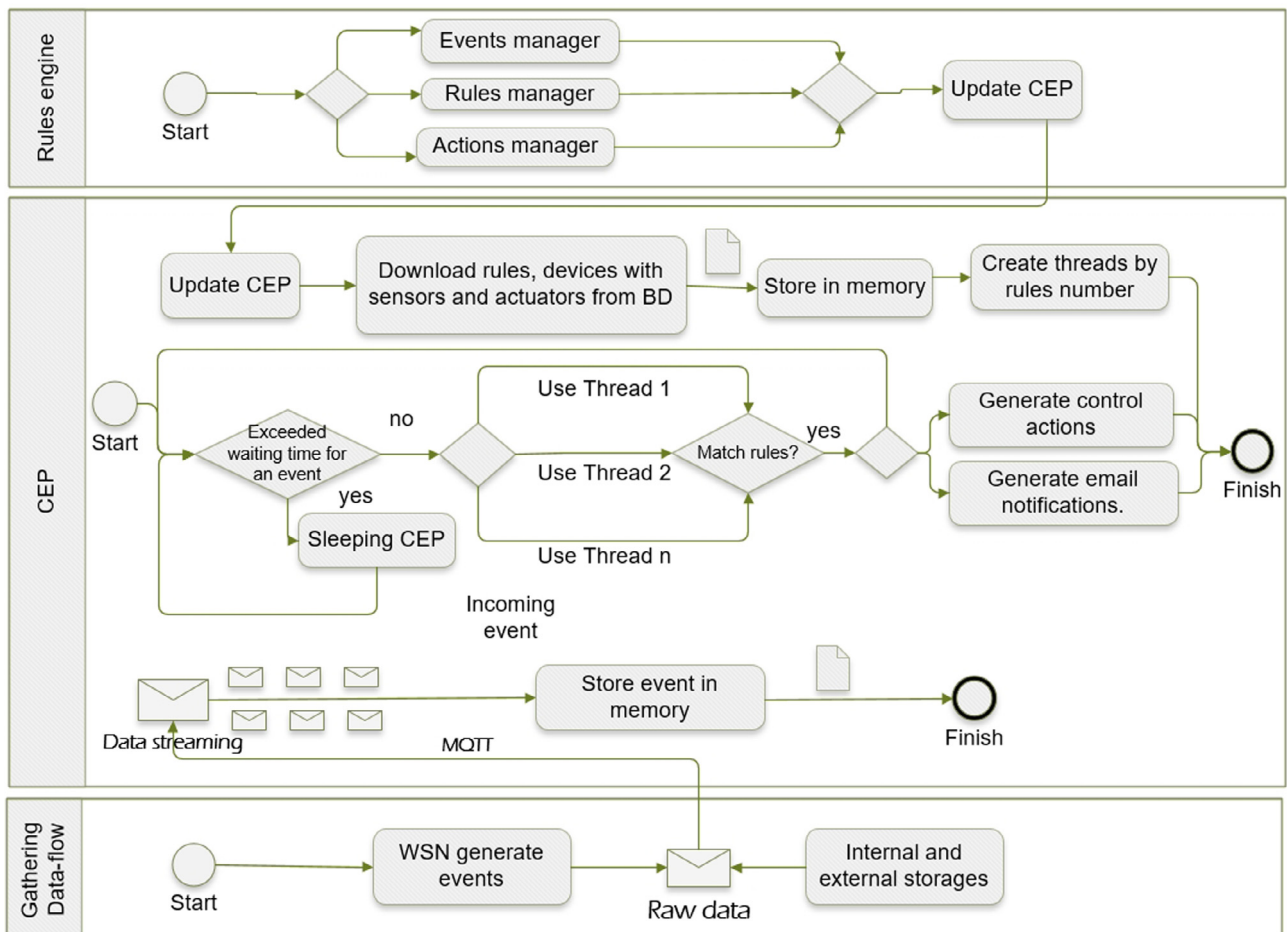 Rules engine
Start
Events manager
Rules manager
Actions manager
Update CEP
CEP
Update CEP
Download rules, devices with
sensors and actuators from BD
Store in memory
Create threads by
rules number
Start
Exceeded
waiting time for
an event
no
yes
Sleeping CEP
Use Thread 1
Use Thread 2
Use Thread n
Match rules?
yes
Generate control
actions
Generate email
notifications.
Finish
Incoming
event
Data streaming
MQTT
Store event in
memory
Finish
Gathering
Data-flow
Start
WSN generate
events
Raw data
Internal and
external storages